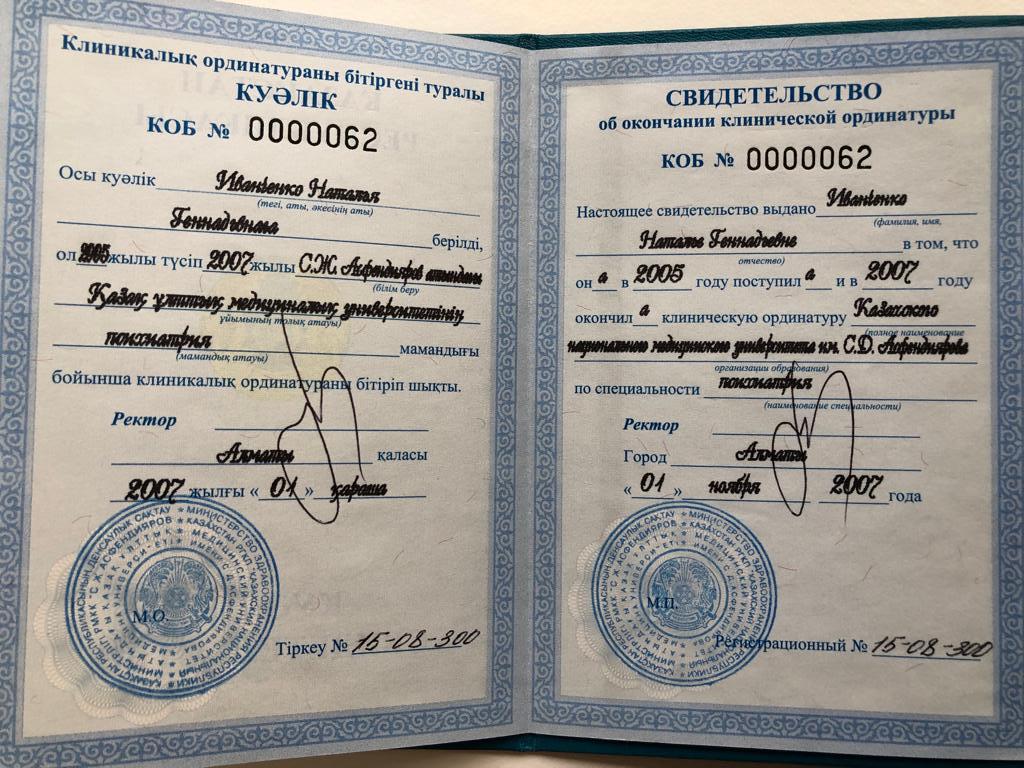 Клиникалық ординатураны бітіргені туралы
КУӘЛІК
КОБ № 0000062
Осы куәлік Иваненко Наталья
(тегі, аты, әкесінің аты)
Геннадьевнаға берілді,
ол 2005 жылы түсіп 2007 жылы С.Ж. Асфендияров атындағы
(білім беру
Қазақ ұлттық медициналық университетінің
ұйымының толық атауы)
психиатрия мамандығы
(мамандық атауы)
бойынша клиникалық ординатураны бітіріп шықты.
Ректор
Алматы қаласы
2007 жылғы « 01 » қараша
М.О.
Тіркеу № 15-08-300
СВИДЕТЕЛЬСТВО
об окончании клинической ординатуры
КОБ № 0000062
Настоящее свидетельство выдано Иваненко
(фамилия, имя,
Наталье Геннадьевне в том, что
отчество)
он а в 2005 году поступил а и в 2007 году
окончил а клиническую ординатуру Казахского
(полное наименование
национального медицинского университета им. С.Д. Асфендиярова
организации образования)
по специальности психиатрия
(наименование специальности)
Ректор
Город Алматы
« 01 » ноября 2007 года
М.П.
Регистрационный № 15-08-300